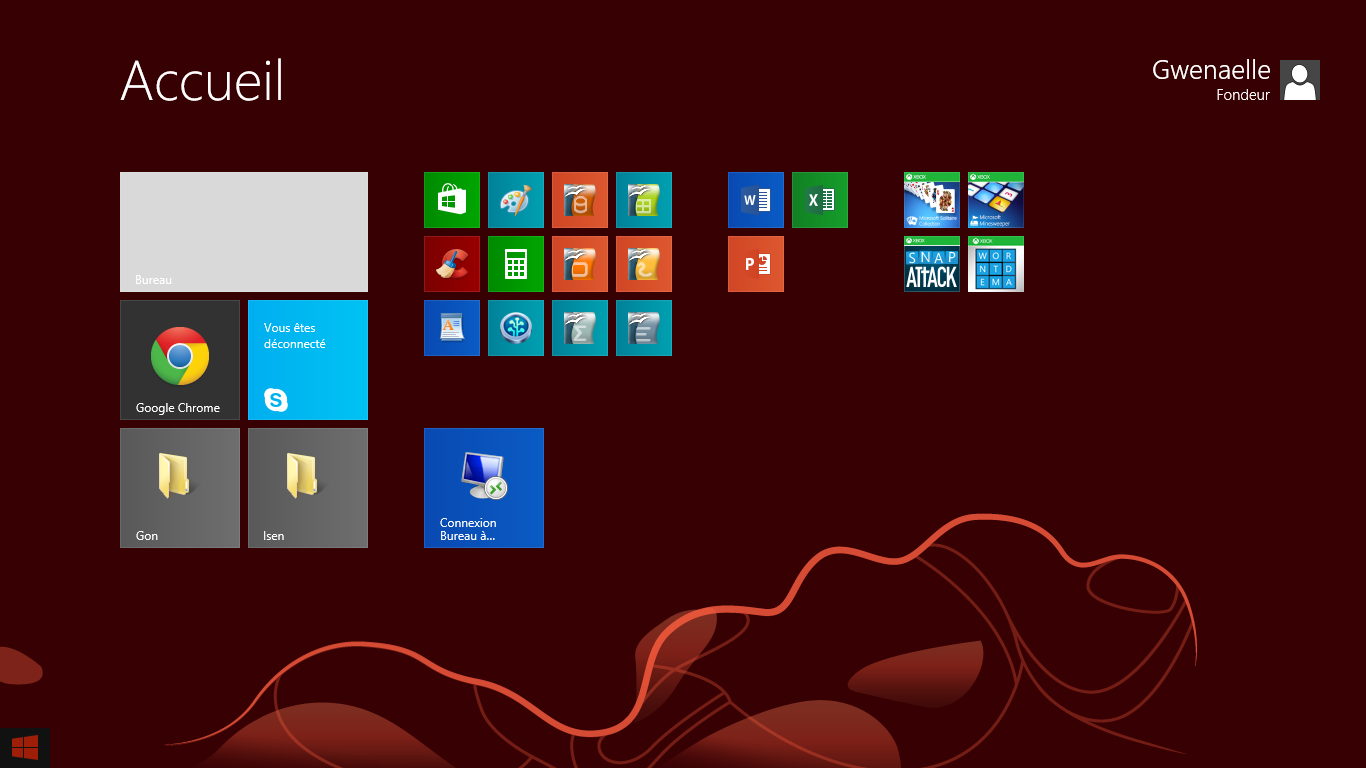 Accueil
Gwenaelle
Fondeur
Bureau
Google Chrome
Vous êtes
déconnecté
S
Gon
Isen
A
Connexion
Bureau à...
W
X
P
XBOX
Microsoft Solitaire
Collection
XBOX
Microsoft
Minesweeper
XBOX
SNAP
ATTACK
XBOX
WOR
NTD
EMA